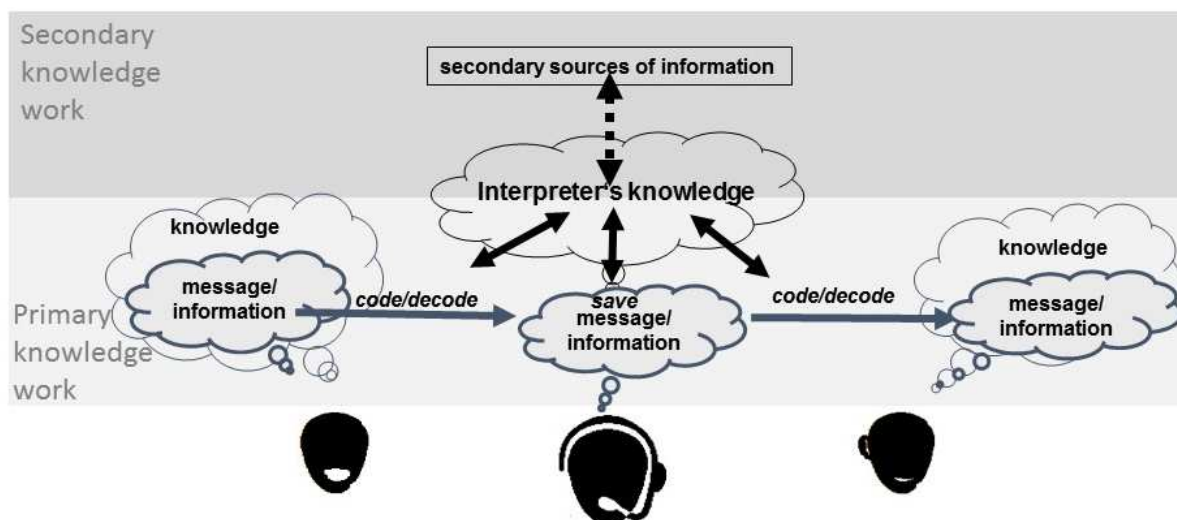 Secondary
knowledge
work
secondary sources of information
Interpreter's knowledge
knowledge
message/
information
code/decode
save
message/
information
code/decode
knowledge
message/
information
Primary
knowledge
work